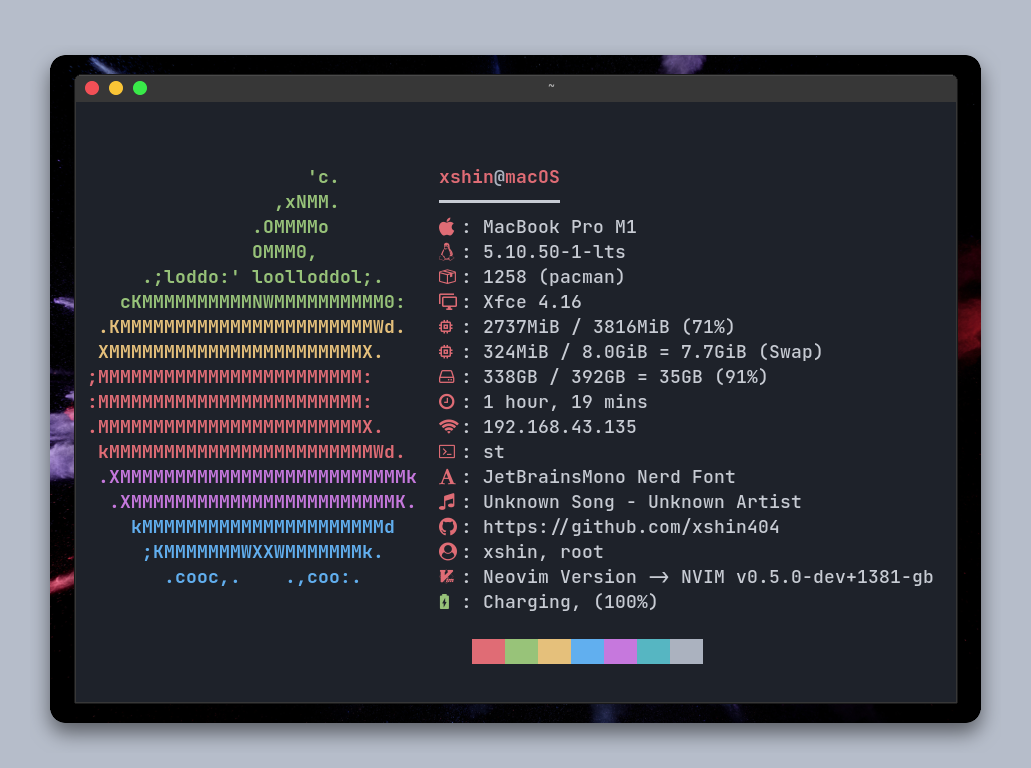 ~
'c.
,xNMM.
.OMMMMo
OMMM0,
.;loddo:' loolloddol;.
cKMMMMMMMMMMNWMMMMMMMMMM0:
.KMMMMMMMMMMMMMMMMMMMMMMMWd.
XMMMMMMMMMMMMMMMMMMMMMMMX.
;MMMMMMMMMMMMMMMMMMMMMMMM:
:MMMMMMMMMMMMMMMMMMMMMMMM:
.MMMMMMMMMMMMMMMMMMMMMMMMX.
kMMMMMMMMMMMMMMMMMMMMMMMMWd.
.XMMMMMMMMMMMMMMMMMMMMMMMMMMk
.XMMMMMMMMMMMMMMMMMMMMMMMMK.
kMMMMMMMMMMMMMMMMMMMMMMd
;KMMMMMMMWXXWMMMMMMMk.
.cooc,.    .,coo:.
xshin@macOS
: MacBook Pro M1
: 5.10.50-1-lts
: 1258 (pacman)
: Xfce 4.16
: 2737MiB / 3816MiB (71%)
: 324MiB / 8.0GiB = 7.7GiB (Swap)
: 338GB / 392GB = 35GB (91%)
: 1 hour, 19 mins
: 192.168.43.135
: st
: JetBrainsMono Nerd Font
: Unknown Song - Unknown Artist
: https://github.com/xshin404
: xshin, root
: Neovim Version -> NVIM v0.5.0-dev+1381-gb
: Charging, (100%)